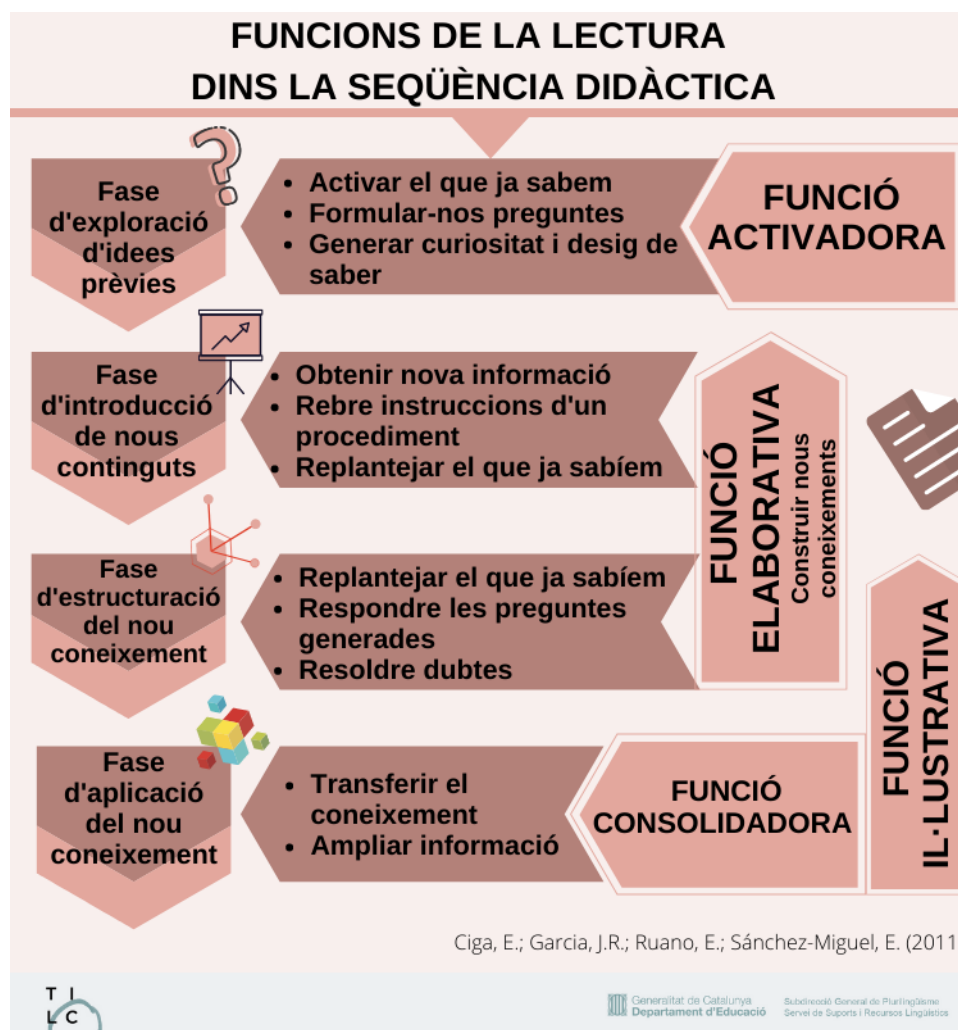 FUNCIONS DE LA LECTURA
DINS LA SEQÜÈNCIA DIDÀCTICA
Fase
d'exploració
d'idees
prèvies
• Activar el que ja sabem
• Formular-nos preguntes
• Generar curiositat i desig de
saber
FUNCIÓ
ACTIVADORA
Fase
d'introducció
de nous
continguts
• Obtenir nova informació
• Rebre instruccions d'un
procediment
• Replantejar el que ja sabíem
FUNCIÓ
ELABORATIVA
Construir nous
coneixements
Fase
d'estructuració
del nou
coneixement
• Replantejar el que ja sabíem
• Respondre les preguntes
generades
• Resoldre dubtes
FUNCIÓ
IL·LUSTRATIVA
Fase
d'aplicació
del nou
coneixement
• Transferir el
coneixement
• Ampliar informació
FUNCIÓ
CONSOLIDADORA
Ciga, E.; Garcia, J.R.; Ruano, E.; Sánchez-Miguel, E. (2011
T I
L C
Generalitat de Catalunya
Departament d'Educació
Subdirecció General de Plurilingüisme
Servei de Suports i Recursos Lingüístics